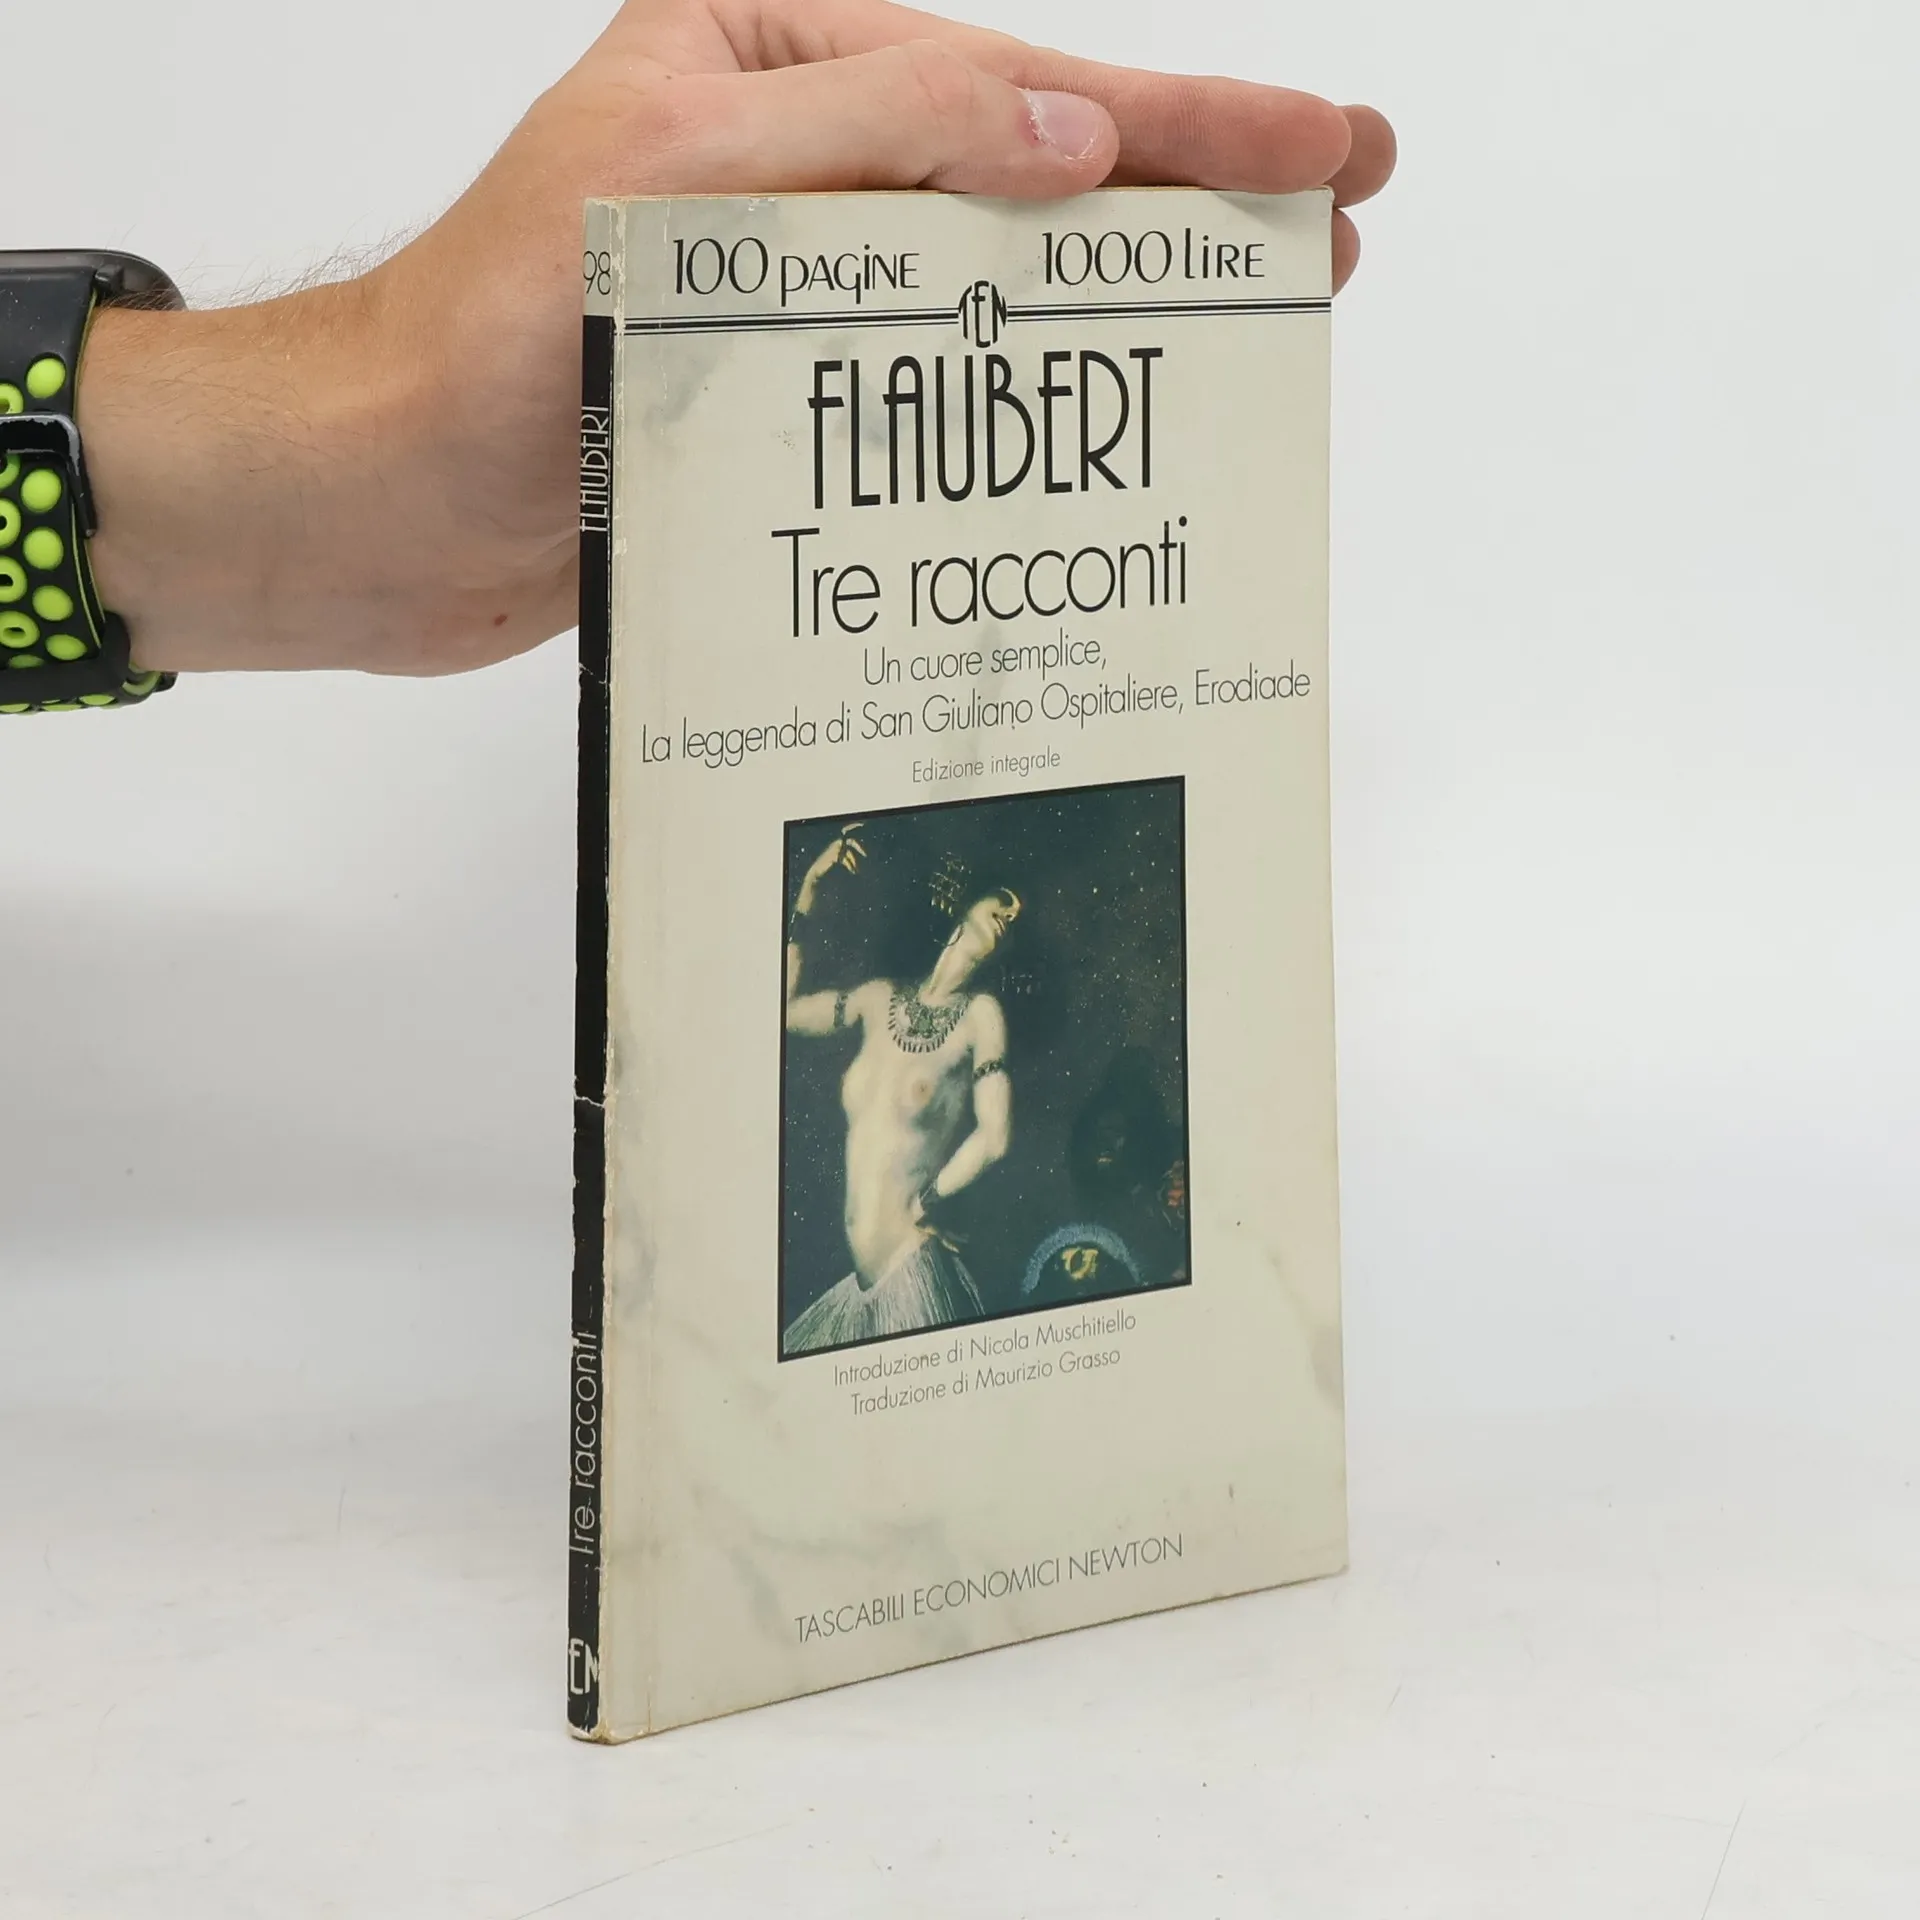 100 pagine 1000 lire
TEN
FLAUBERT
Tre racconti
Un cuore semplice,
La leggenda di San Giuliano Ospitaliere, Erodiade
Edizione integrale
Introduzione di Nicola Muschitiello
Traduzione di Maurizio Grasso
TASCABILI ECONOMICI NEWTON
98
FLAUBERT
Tre racconti
TEN